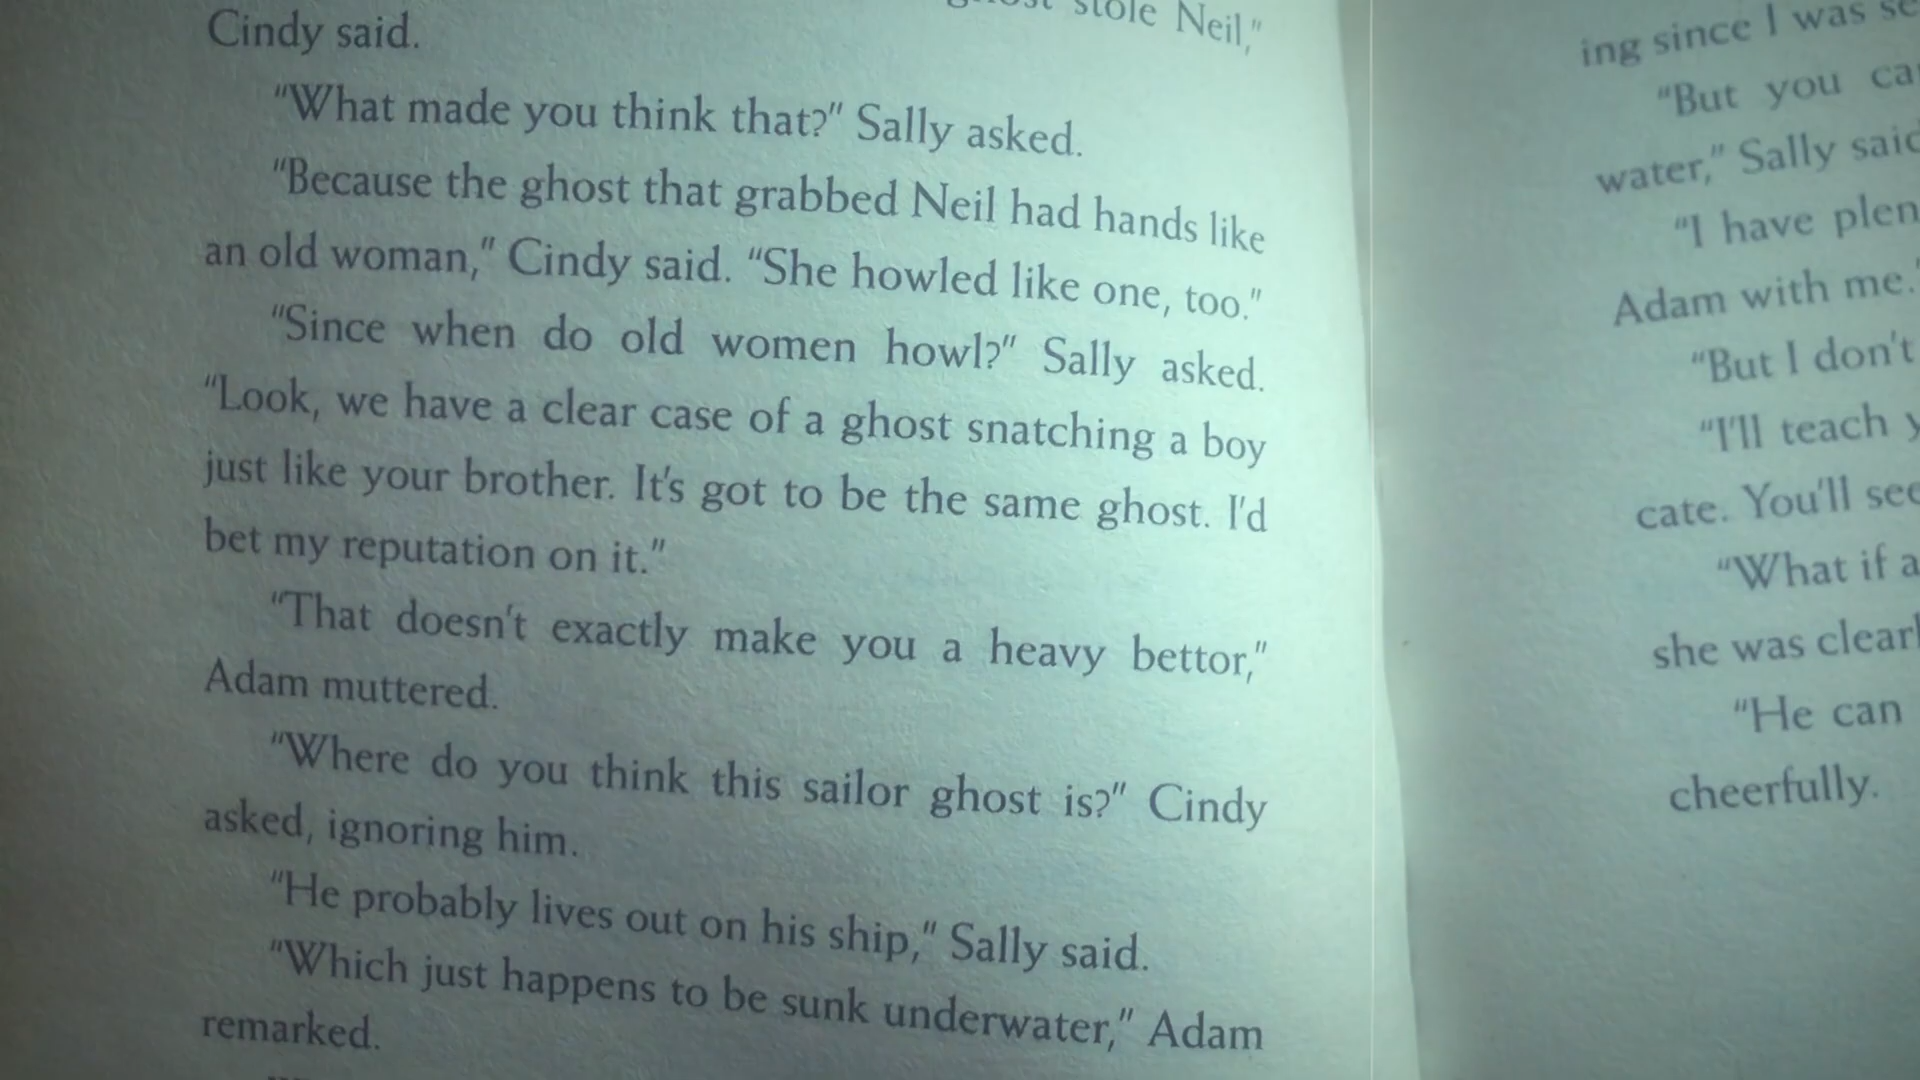 stole Neil,"
Cindy said.
"What made you think that?" Sally asked.
"Because the ghost that grabbed Neil had hands like
an old woman," Cindy said. "She howled like one, too."
"Since when do old women howl?" Sally asked.
"Look, we have a clear case of a ghost snatching a boy
just like your brother. It's got to be the same ghost. I'd
bet my reputation on it."
"That doesn't exactly make you a heavy bettor,"
Adam muttered.
"Where do you think this sailor ghost is?" Cindy
asked, ignoring him.
"He probably lives out on his ship," Sally said.
"Which just happens to be sunk underwater," Adam
remarked.
ing since I was
"But you
water," Sally
"I have
Adam with me."
"But I don't
"I'll teach
cate. You'll
"What if
she was
"He can
cheerfully.